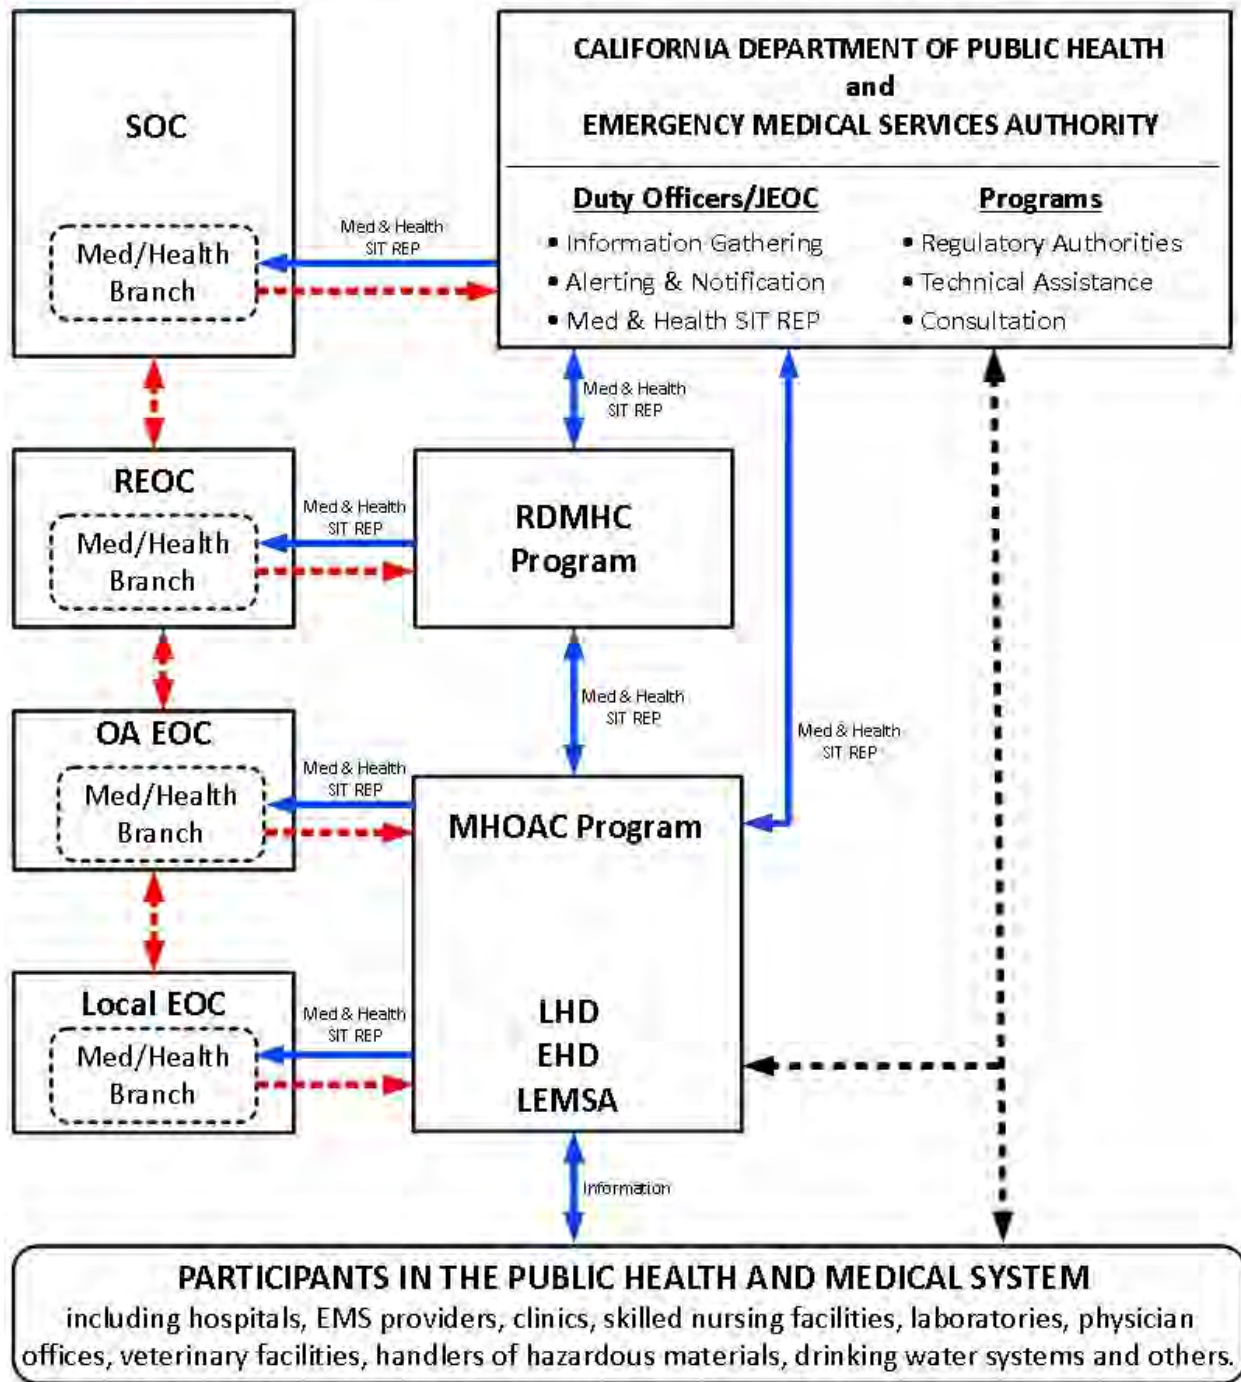 SOC
Med/Health
Branch
Med & Health
SIT REP
CALIFORNIA DEPARTMENT OF PUBLIC HEALTH
and
EMERGENCY MEDICAL SERVICES AUTHORITY
Duty Officers/JEOC
• Information Gathering
• Alerting & Notification
• Med & Health SIT REP
Programs
• Regulatory Authorities
• Technical Assistance
• Consultation
Med & Health
SIT REP
REOC
Med/Health
Branch
Med & Health
SIT REP
RDMHC
Program
Med & Health
SIT REP
Med & Health
SIT REP
OA EOC
Med/Health
Branch
Med & Health
SIT REP
MHOAC Program
LHD
EHD
LEMSA
Local EOC
Med/Health
Branch
Med & Health
SIT REP
Information
PARTICIPANTS IN THE PUBLIC HEALTH AND MEDICAL SYSTEM
including hospitals, EMS providers, clinics, skilled nursing facilities, laboratories, physician
offices, veterinary facilities, handlers of hazardous materials, drinking water systems and others.